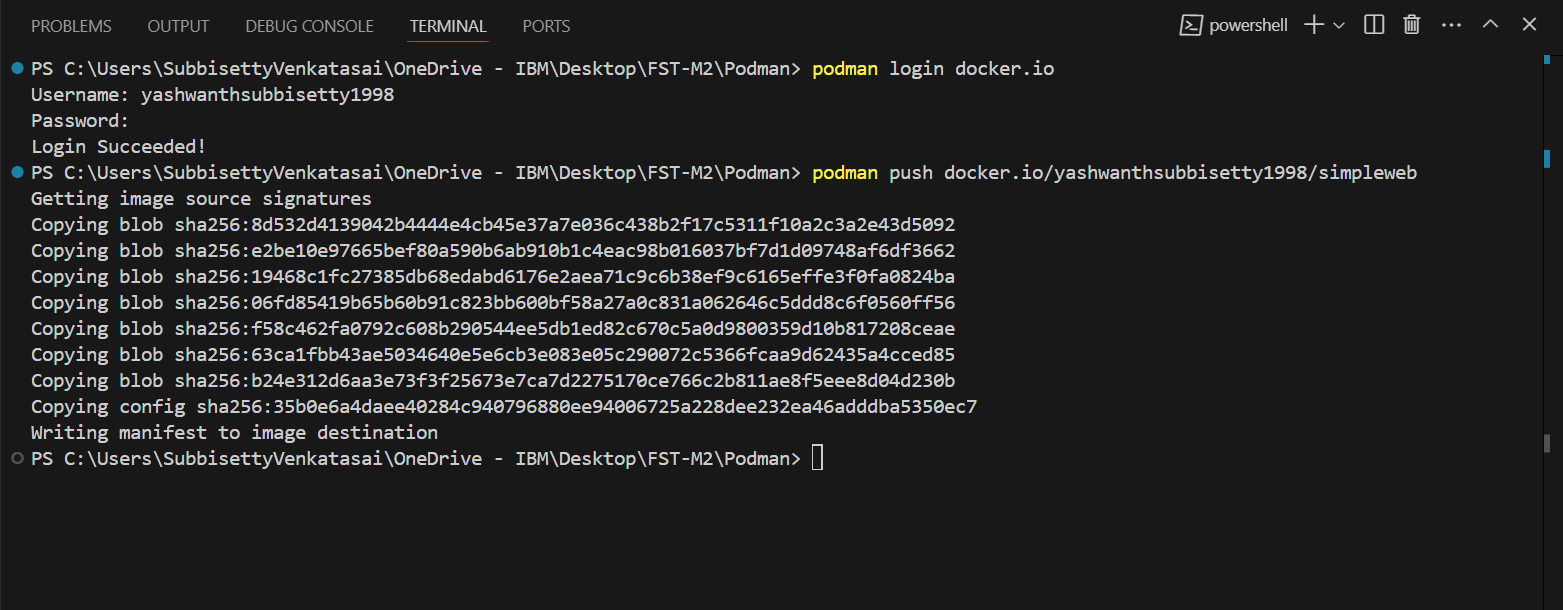 PROBLEMS OUTPUT DEBUG CONSOLE TERMINAL PORTS powershell
PS C:\Users\SubbisettyVenkatasai\OneDrive - IBM\Desktop\FST-M2\Podman> podman login docker.io
Username: yashwanthsubbisetty1998
Password:
Login Succeeded!
PS C:\Users\SubbisettyVenkatasai\OneDrive - IBM\Desktop\FST-M2\Podman> podman push docker.io/yashwanthsubbisetty1998/simpleweb
Getting image source signatures
Copying blob sha256:8d532d4139042b4444e4cb45e37a7e036c438b2f17c5311f10a2c3a2e43d5092
Copying blob sha256:e2be10e97665bef80a590b6ab910b1c4eac98b016037bf7d1d09748af6df3662
Copying blob sha256:19468c1fc27385db68edabd6176e2aea71c9c6b38ef9c6165effe3f0fa0824ba
Copying blob sha256:06fd85419b65b60b91c823bb600bf58a27a0c831a062646c5ddd8c6f0560ff56
Copying blob sha256:f58c462fa0792c608b290544ee5db1ed82c670c5a0d9800359d10b817208ceae
Copying blob sha256:63ca1fbb43ae5034640e5e6cb3e083e05c290072c5366fcaa9d62435a4cced85
Copying blob sha256:b24e312d6aa3e73f3f25673e7ca7d2275170ce766c2b811ae8f5eee8d04d230b
Copying config sha256:35b0e6a4daee40284c940796880ee94006725a228dee232ea46adddba5350ec7
Writing manifest to image destination
PS C:\Users\SubbisettyVenkatasai\OneDrive - IBM\Desktop\FST-M2\Podman>